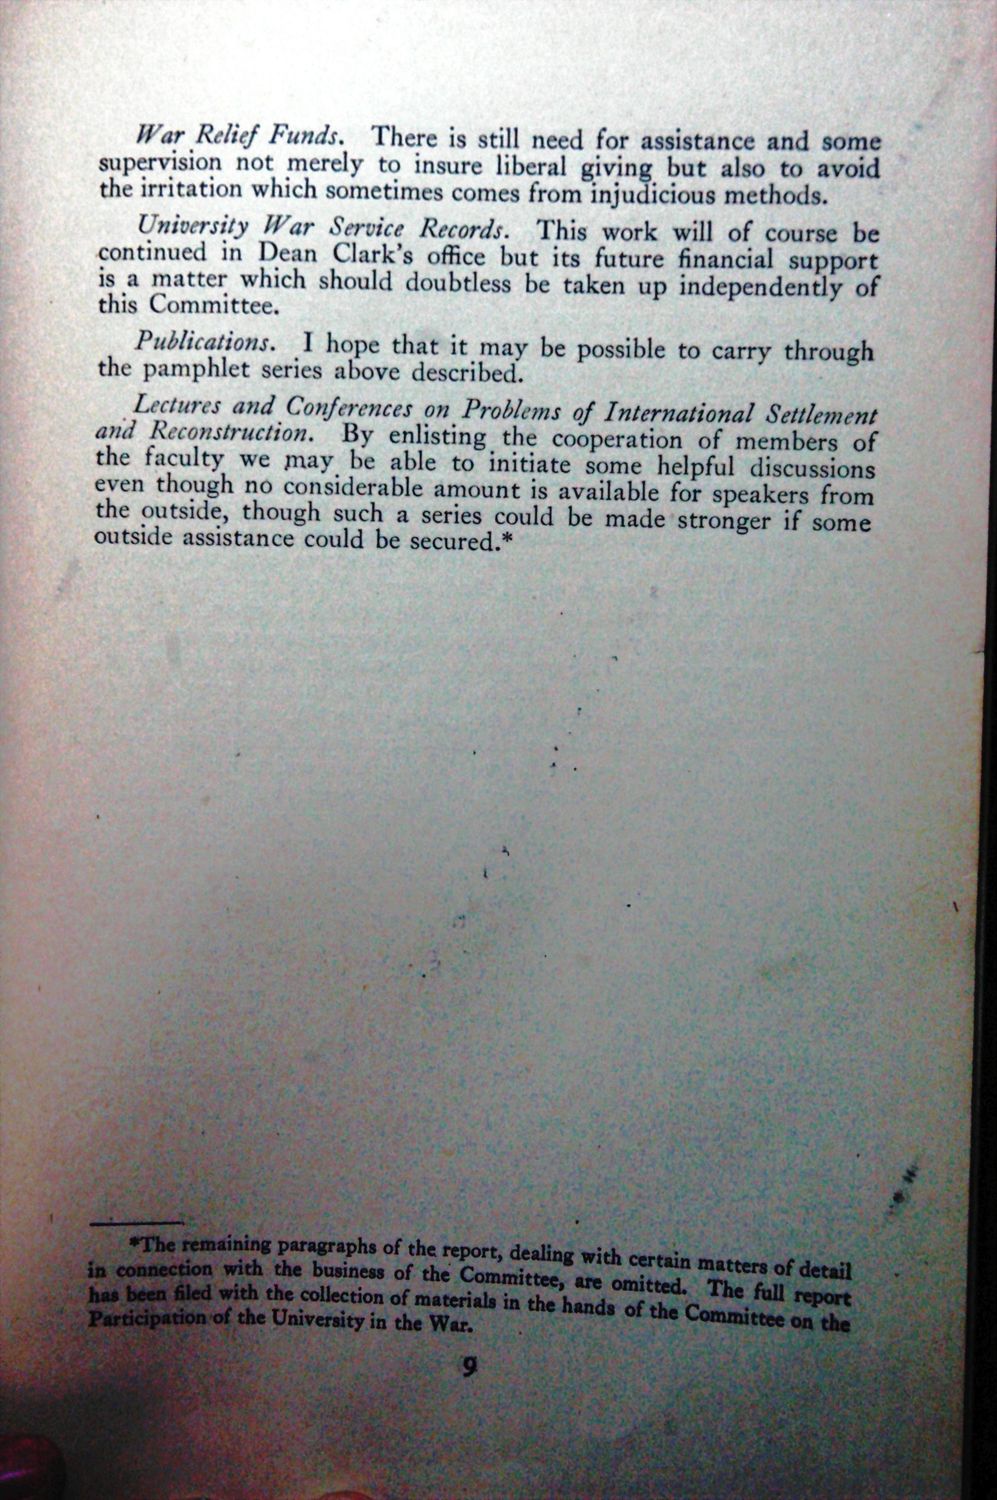 War Relief Funds. There is still need for assistance and some
supervision not merely to insure liberal giving but also to avoid
the irritation which sometimes comes from injudicious methods.
University War Service Records. This work will of course be
continued in Dean Clark's office but its future financial support
is a matter which should doubtless be taken up independently of
this Committee.
Publications. I hope that it may be possible to carry through
the pamphlet series above described.
Lectures and Conferences on Problems of International Settlement
and Reconstruction. By enlisting the cooperation of members of
the faculty we may be able to initiate some helpful discussions
even though no considerable amount is available for speakers from
the outside, though such a series could be made stronger if some
outside assistance could be secured.*
*The remaining paragraphs of the report, dealing with certain matters of detail
in connection with the business of the Committee, are omitted. The full report
has been filed with the collection of materials in the hands of the Committee on the
Participation of the University in the War.
9